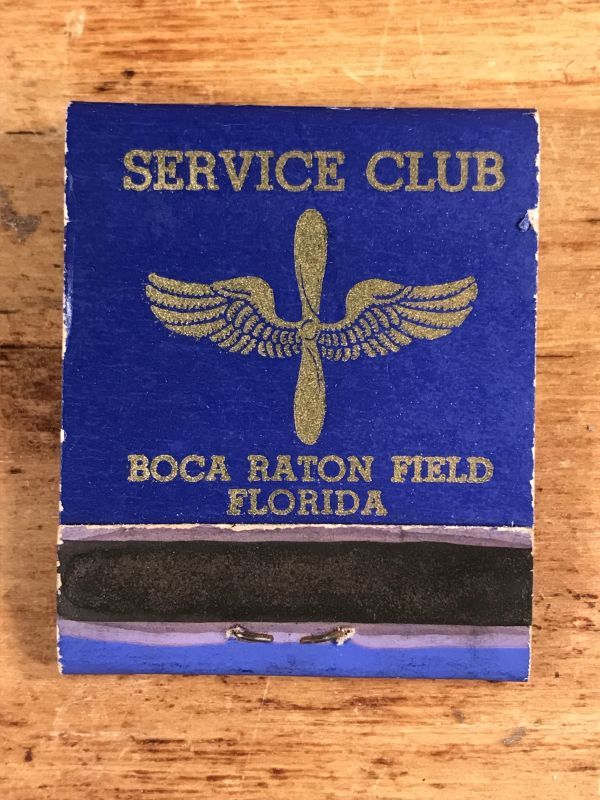 SERVICE CLUB
BOCA RATON FIELD
FLORIDA